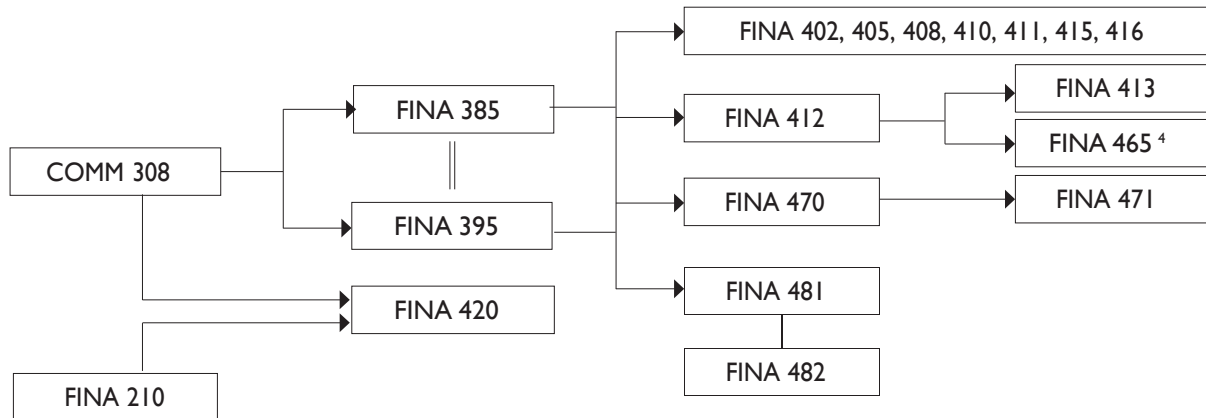 FINA 402, 405, 408, 410, 411, 415, 416
FINA 385
FINA 412
FINA 413
FINA 465 ⁴
COMM 308
FINA 395
FINA 470
FINA 471
FINA 420
FINA 481
FINA 210
FINA 482